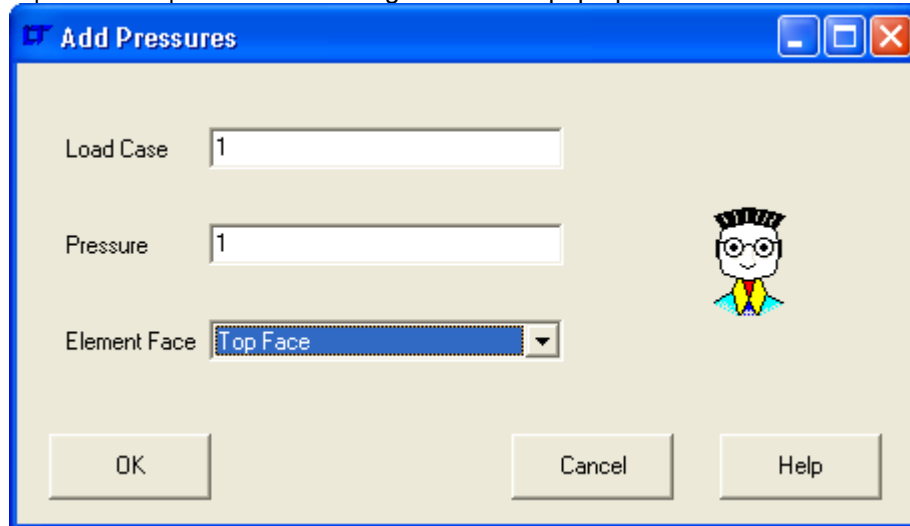 Add Pressures
Load Case 1
Pressure 1
Element Face Top Face
OK Cancel Help